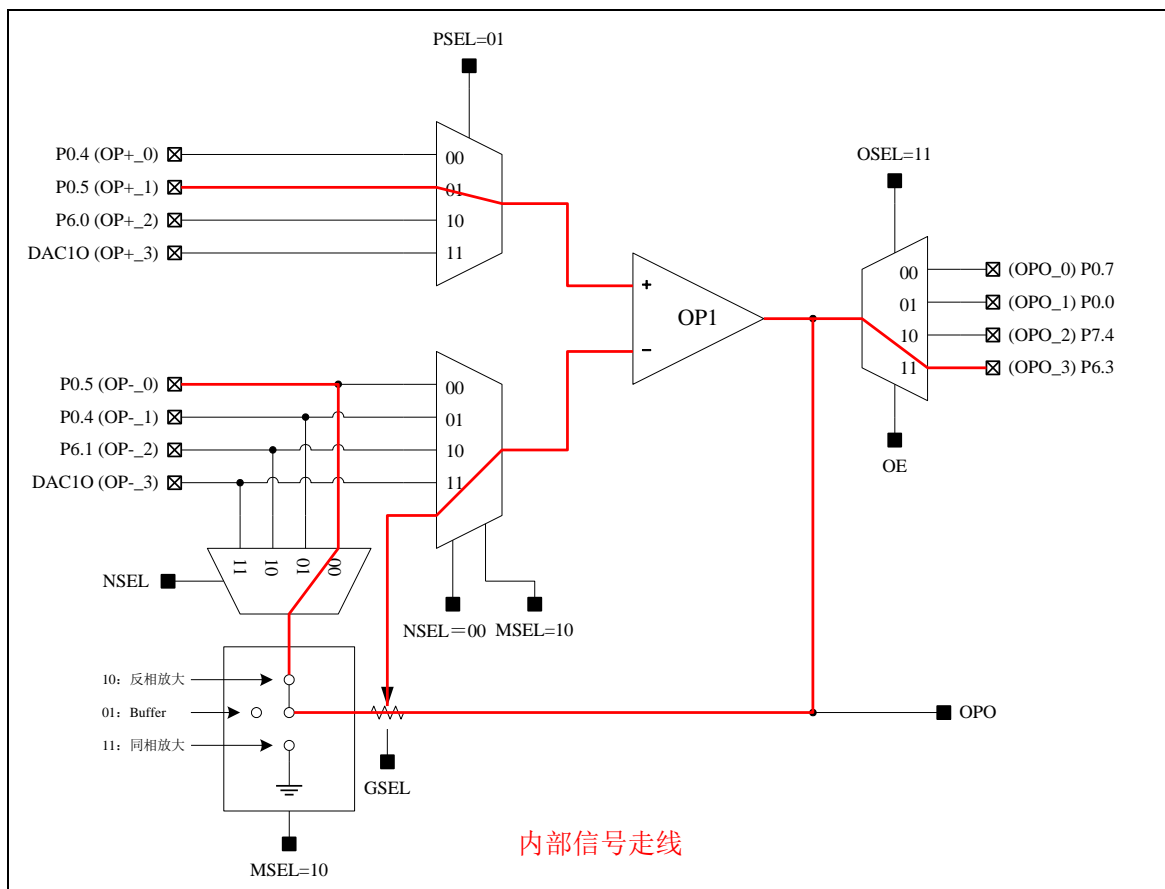 PSEL=01
P0.4 (OP+_0)
P0.5 (OP+_1)
P6.0 (OP+_2)
DAC1O (OP+_3)
00
01
10
11
OSEL=11
00
01
10
11
(OPO_0) P0.7
(OPO_1) P0.0
(OPO_2) P7.4
(OPO_3) P6.3
OE
+
−
OP1
P0.5 (OP-_0)
P0.4 (OP-_1)
P6.1 (OP-_2)
DAC1O (OP-_3)
00
01
10
11
11
10
01
00
NSEL
NSEL=00
MSEL=10
10：反相放大
01：Buffer
11：同相放大
GSEL
OPO
MSEL=10
内部信号走线